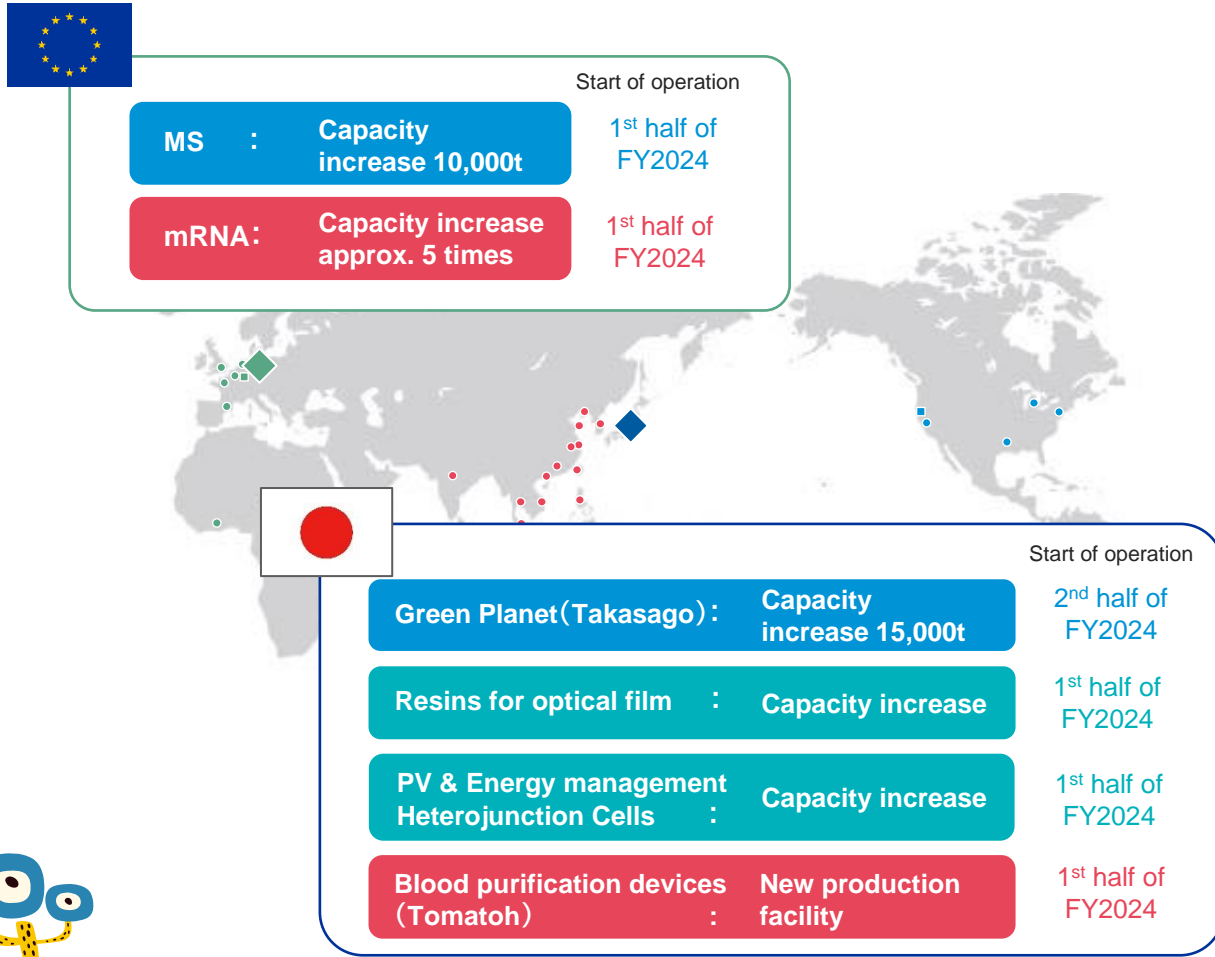 Start of operation
MS : Capacity
increase 10,000t
1st half of
FY2024
mRNA： Capacity increase
approx. 5 times
1st half of
FY2024
Start of operation
Green Planet（Takasago）： Capacity
increase 15,000t
2nd half of
FY2024
Resins for optical film : Capacity increase
1st half of
FY2024
PV & Energy management
Heterojunction Cells : Capacity increase
1st half of
FY2024
Blood purification devices
（Tomatoh） : New production
facility
1st half of
FY2024